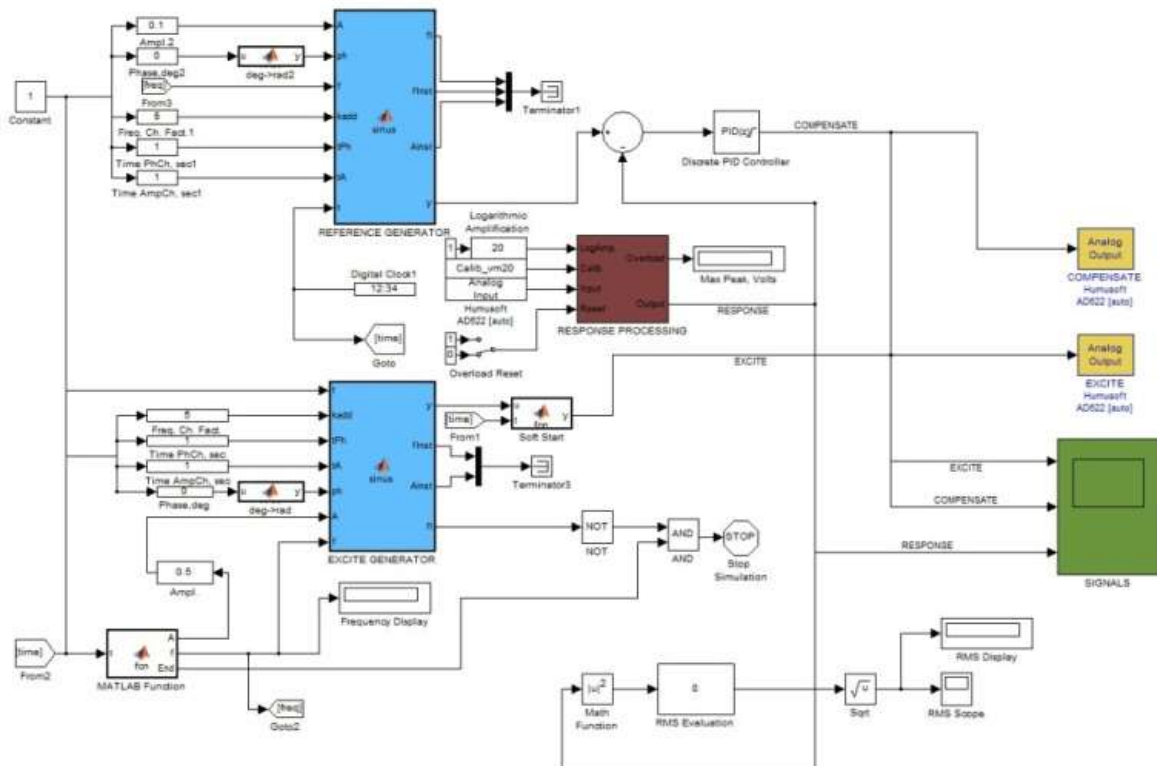 1
Constant
0.1
Ampl.2
0
Phase,deg2
u
y
deg->rad2
[freq]
From3
5
Freq. Ch. Fact.1
1
Time PhCh, sec1
1
Time AmpCh, sec1
A
ph
f
kadd
tPh
tA
t
sinus
ft
fInst
AInst
y
REFERENCE GENERATOR
Terminator1
+
−
Discrete PID Controller
COMPENSATE
Digital Clock1
12:34
[time]
Goto
Logarithmic
Amplification
1
20
Calib_vm20
Analog
Input
Humusoft
AD622 [auto]
1
0
Overload Reset
LogAmp
Calib
Input
Reset
Overload
Output
RESPONSE PROCESSING
Max Peak, Volts
RESPONSE
EXCITE
Analog
Output
COMPENSATE
Humusoft
AD622 [auto]
Analog
Output
EXCITE
Humusoft
AD622 [auto]
5
Freq. Ch. Fact.
1
Time PhCh, sec
1
Time AmpCh, sec
0
Phase,deg
u
y
deg->rad
t
kadd
tPh
tA
ph
A
f
sinus
y
fInst
AInst
ft
EXCITE GENERATOR
[time]
From1
u
t
fcn
y
Soft Start
Terminator3
NOT
NOT
AND
AND
STOP
Stop
Simulation
EXCITE
COMPENSATE
RESPONSE
SIGNALS
0.5
Ampl.
Frequency Display
[time]
From2
fcn
A
f
End
MATLAB Function
[freq]
Goto2
|u|²
Math
Function
0
RMS Evaluation
√u
Sqrt
RMS Display
RMS Scope